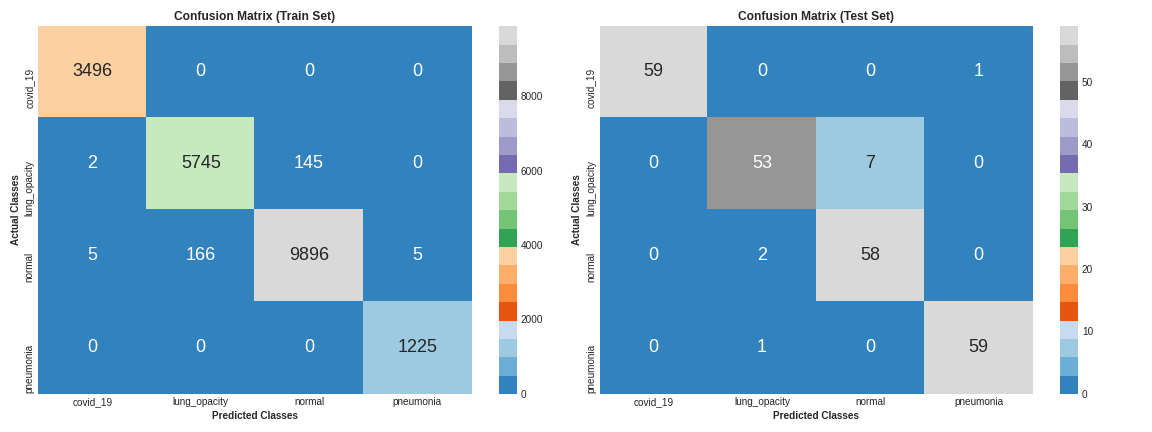 Confusion Matrix (Train Set)
Actual Classes
covid_19
lung_opacity
normal
pneumonia
3496 0 0 0
2 5745 145 0
5 166 9896 5
0 0 0 1225
covid_19 lung_opacity normal pneumonia
Predicted Classes
8000
6000
4000
2000
0
Confusion Matrix (Test Set)
Actual Classes
covid_19
lung_opacity
normal
pneumonia
59 0 0 1
0 53 7 0
0 2 58 0
0 1 0 59
covid_19 lung_opacity normal pneumonia
Predicted Classes
50
40
30
20
10
0